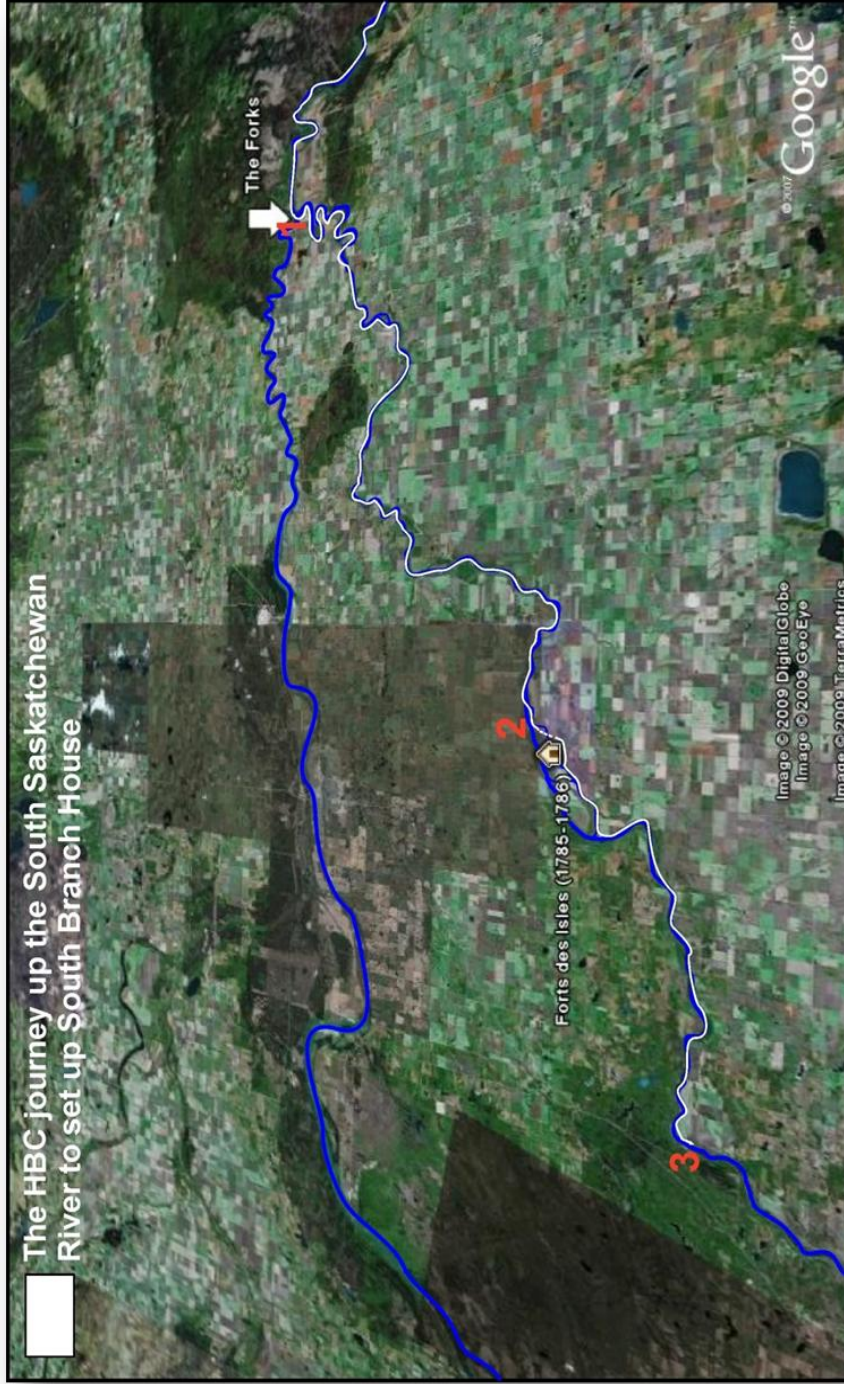 The HBC journey up the South Saskatchewan
River to set up South Branch House
The Forks
1
2
Forts des Isles (1785-1786)
3
Image © 2009 DigitalGlobe
Image © 2009 GeoEye
Image © 2009 TerraMetrics
© 2007 Google™